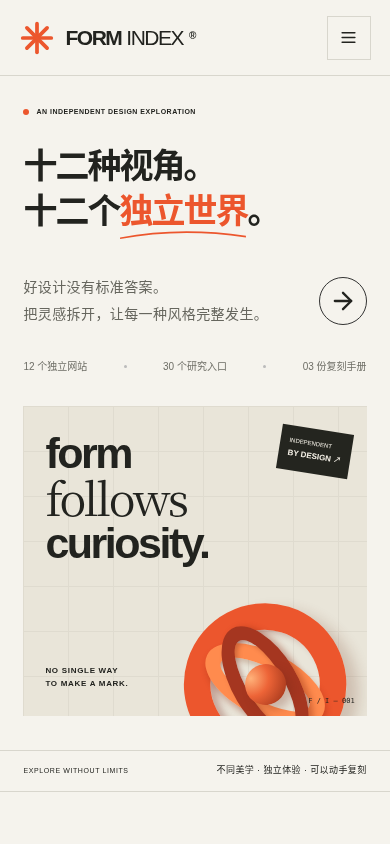 FORM INDEX ®
AN INDEPENDENT DESIGN EXPLORATION
十二种视角。
十二个独立世界。
好设计没有标准答案。
把灵感拆开，让每一种风格完整发生。
12 个独立网站 • 30 个研究入口 • 03 份复刻手册
INDEPENDENT
BY DESIGN ↗
form
follows
curiosity.
NO SINGLE WAY
TO MAKE A MARK.
F / I — 001
EXPLORE WITHOUT LIMITS
不同美学 · 独立体验 · 可以动手复刻